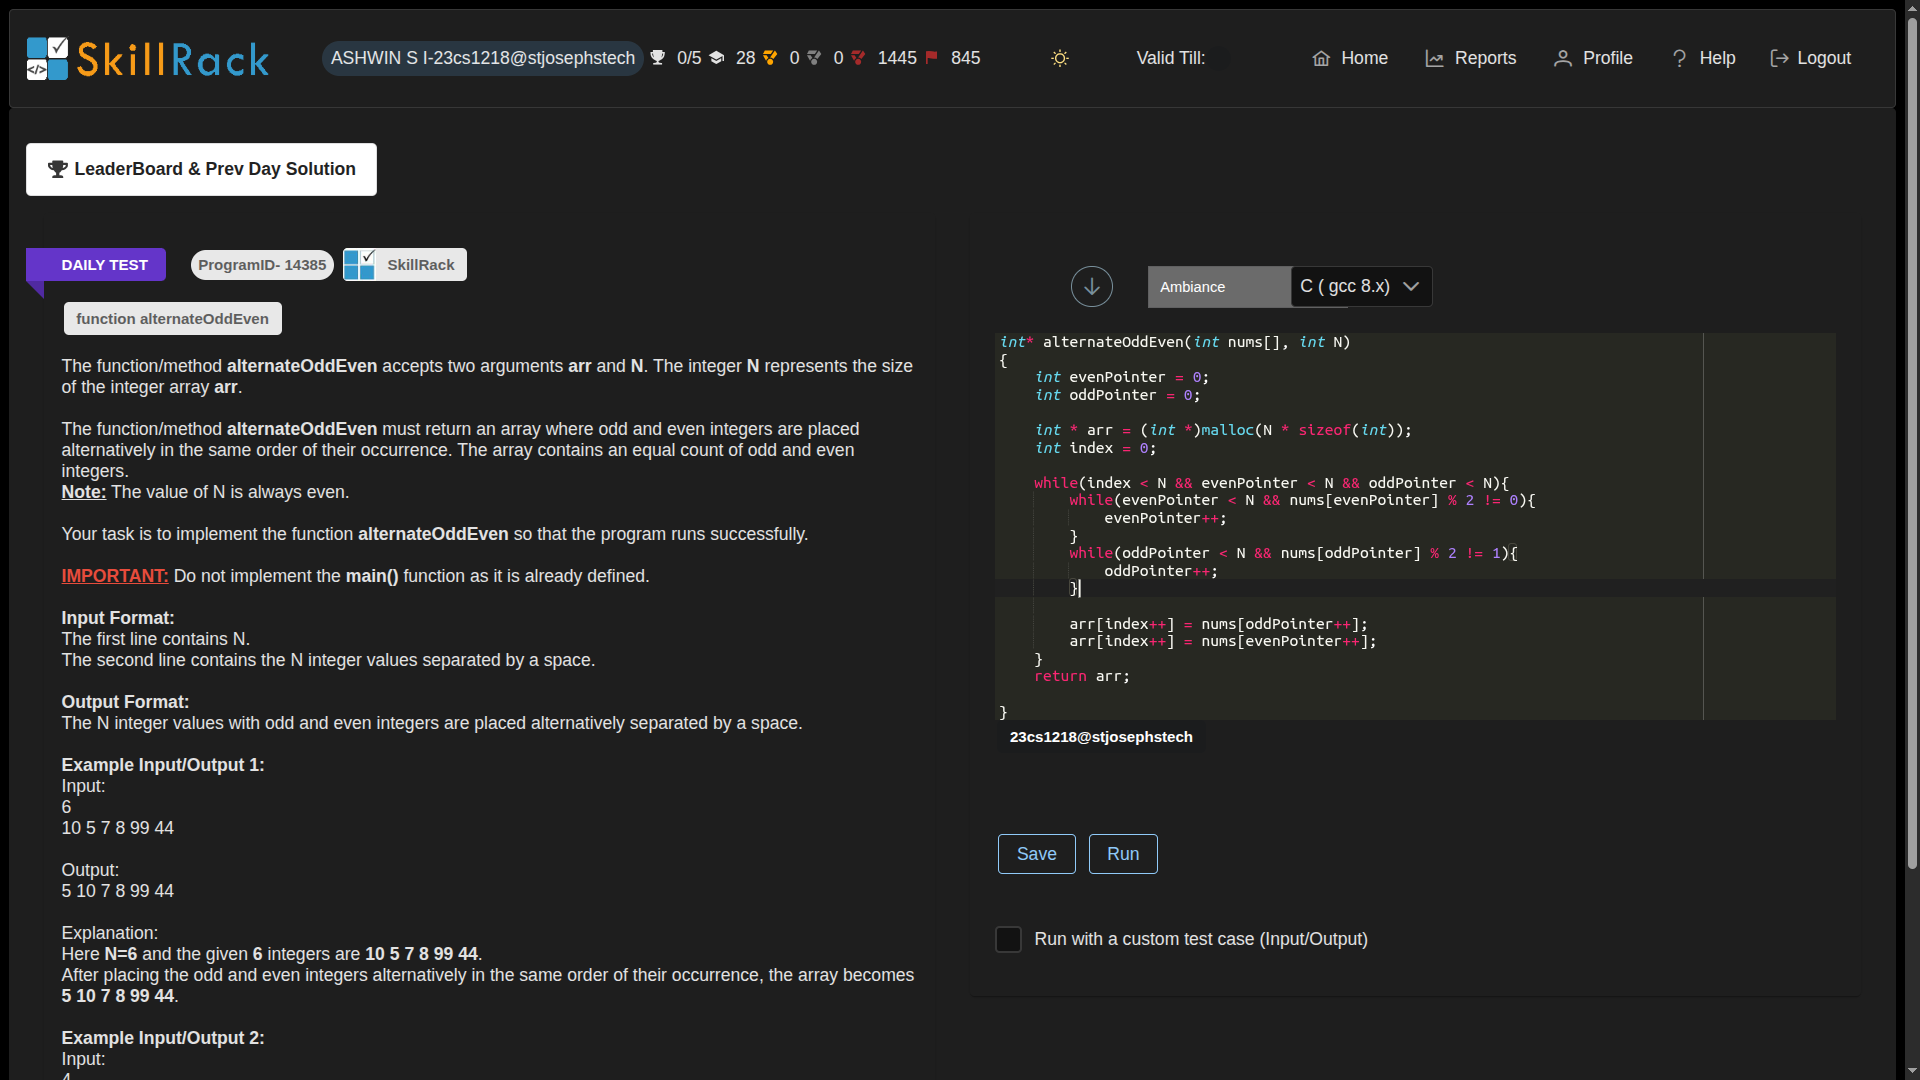 SkillRack
ASHWIN S I-23cs1218@stjosephstech 0/5 28 0 0 1445 845 Valid Till: Home Reports Profile Help Logout
LeaderBoard & Prev Day Solution
DAILY TEST ProgramID- 14385 SkillRack
function alternateOddEven
The function/method alternateOddEven accepts two arguments arr and N. The integer N represents the size
of the integer array arr.
The function/method alternateOddEven must return an array where odd and even integers are placed
alternatively in the same order of their occurrence. The array contains an equal count of odd and even
integers.
Note: The value of N is always even.
Your task is to implement the function alternateOddEven so that the program runs successfully.
IMPORTANT: Do not implement the main() function as it is already defined.
Input Format:
The first line contains N.
The second line contains the N integer values separated by a space.
Output Format:
The N integer values with odd and even integers are placed alternatively separated by a space.
Example Input/Output 1:
Input:
6
10 5 7 8 99 44
Output:
5 10 7 8 99 44
Explanation:
Here N=6 and the given 6 integers are 10 5 7 8 99 44.
After placing the odd and even integers alternatively in the same order of their occurrence, the array becomes
5 10 7 8 99 44.
Example Input/Output 2:
Input:
4
Ambiance C ( gcc 8.x)
int* alternateOddEven(int nums[], int N)
{
    int evenPointer = 0;
    int oddPointer = 0;
    int * arr = (int *)malloc(N * sizeof(int));
    int index = 0;
    while(index < N && evenPointer < N && oddPointer < N){
        while(evenPointer < N && nums[evenPointer] % 2 != 0){
            evenPointer++;
        }
        while(oddPointer < N && nums[oddPointer] % 2 != 1){
            oddPointer++;
        }
        arr[index++] = nums[oddPointer++];
        arr[index++] = nums[evenPointer++];
    }
    return arr;
}
23cs1218@stjosephstech
Save Run
Run with a custom test case (Input/Output)